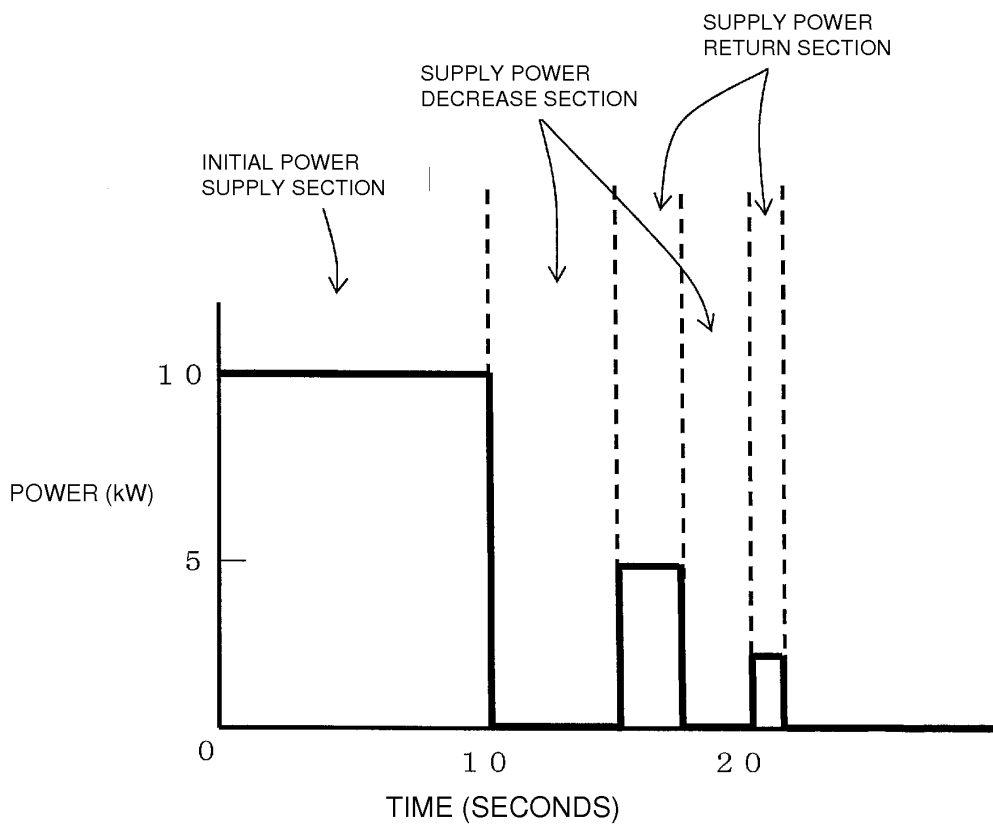 SUPPLY POWER
RETURN SECTION
SUPPLY POWER
DECREASE SECTION
INITIAL POWER
SUPPLY SECTION
10
POWER (kW)
5
0
10
20
TIME (SECONDS)